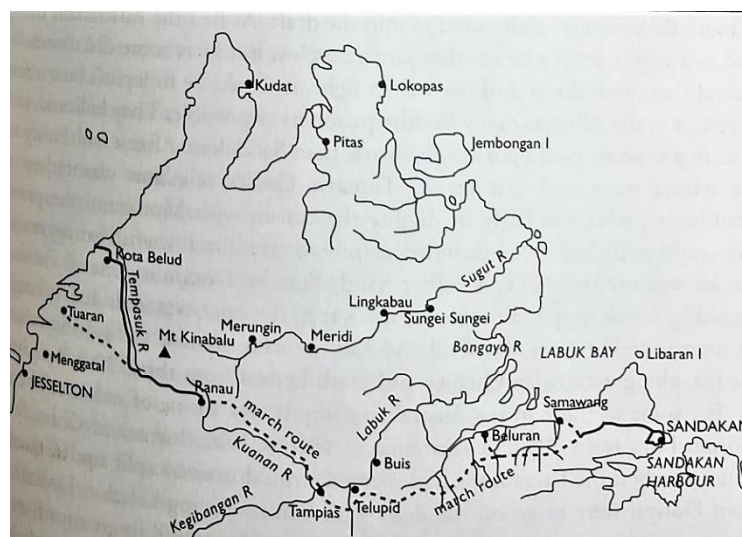 Kudat
Lokopas
Pitas
Jembongan I
Kota Belud
Tempasuk R
Sugut R
Tuaran
Lingkabau
Sungei Sungei
Mt Kinabalu
Merungin
Meridi
Menggatal
Bongaya R
LABUK BAY
Libaran I
JESSELTON
Ranau
march route
Labuk R
Samawang
Beluran
SANDAKAN
Kuanan R
Buis
march route
SANDAKAN
HARBOUR
Kegibangan R
Tampias
Telupid